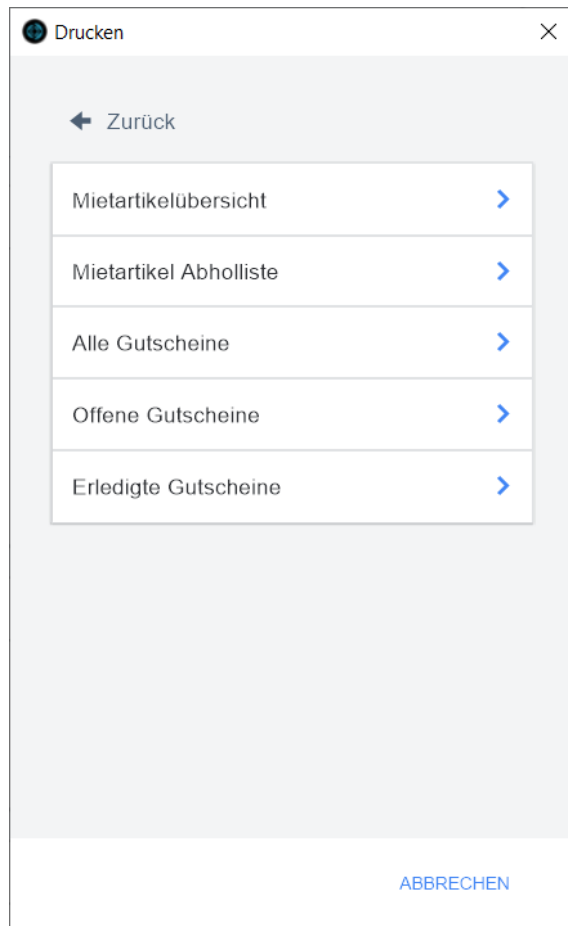 Drucken
Zurück
Mietartikelübersicht
Mietartikel Abholliste
Alle Gutscheine
Offene Gutscheine
Erledigte Gutscheine
ABBRECHEN